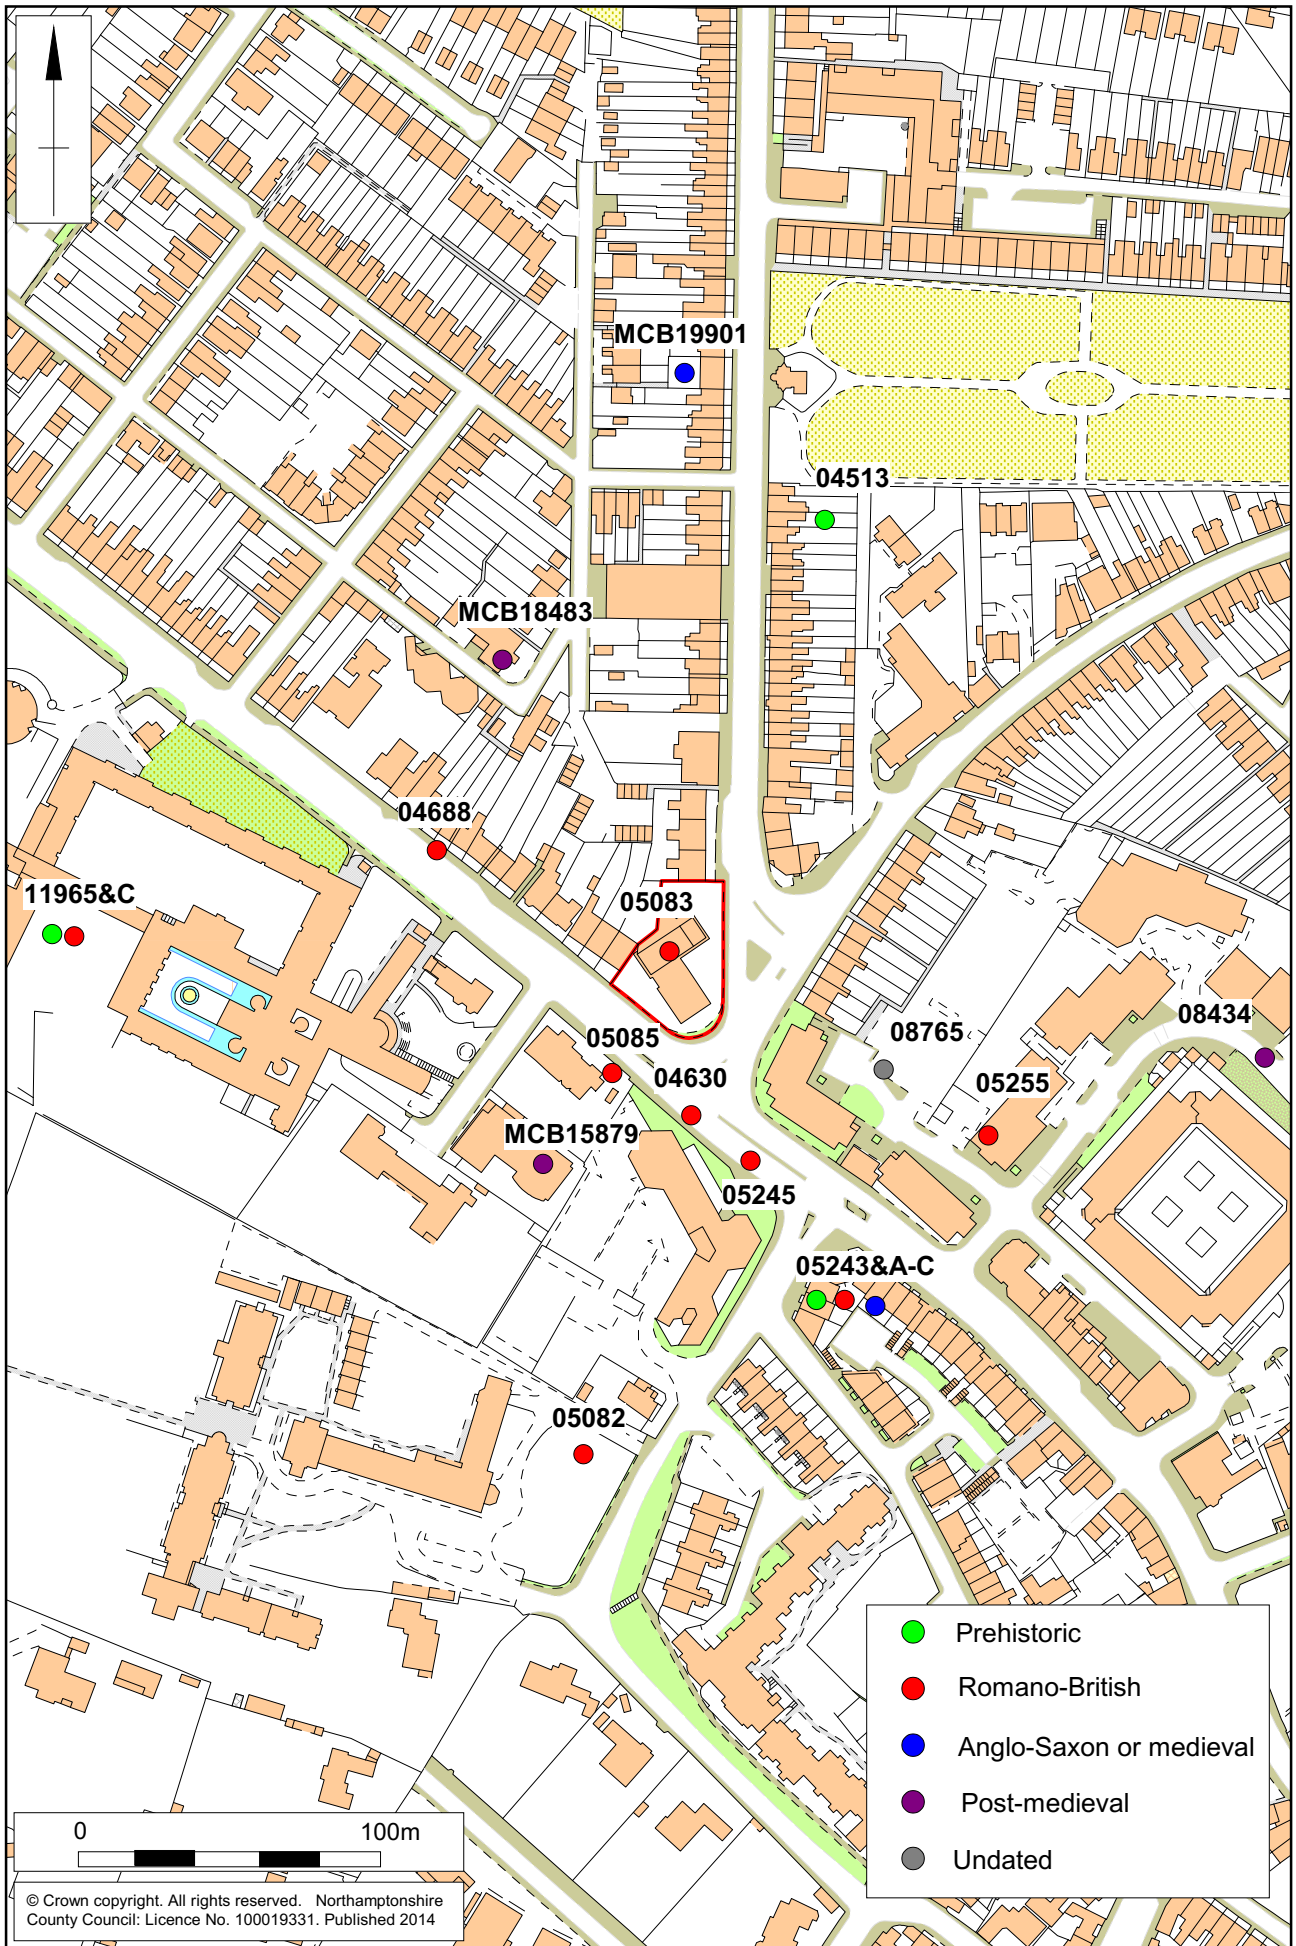 MCB19901
04513
MCB18483
04688
11965&C
05083
08434
05085
08765
04630
05255
MCB15879
05245
05243&A-C
05082
Prehistoric
Romano-British
Anglo-Saxon or medieval
Post-medieval
Undated
0 100m
© Crown copyright. All rights reserved. Northamptonshire
County Council: Licence No. 100019331. Published 2014